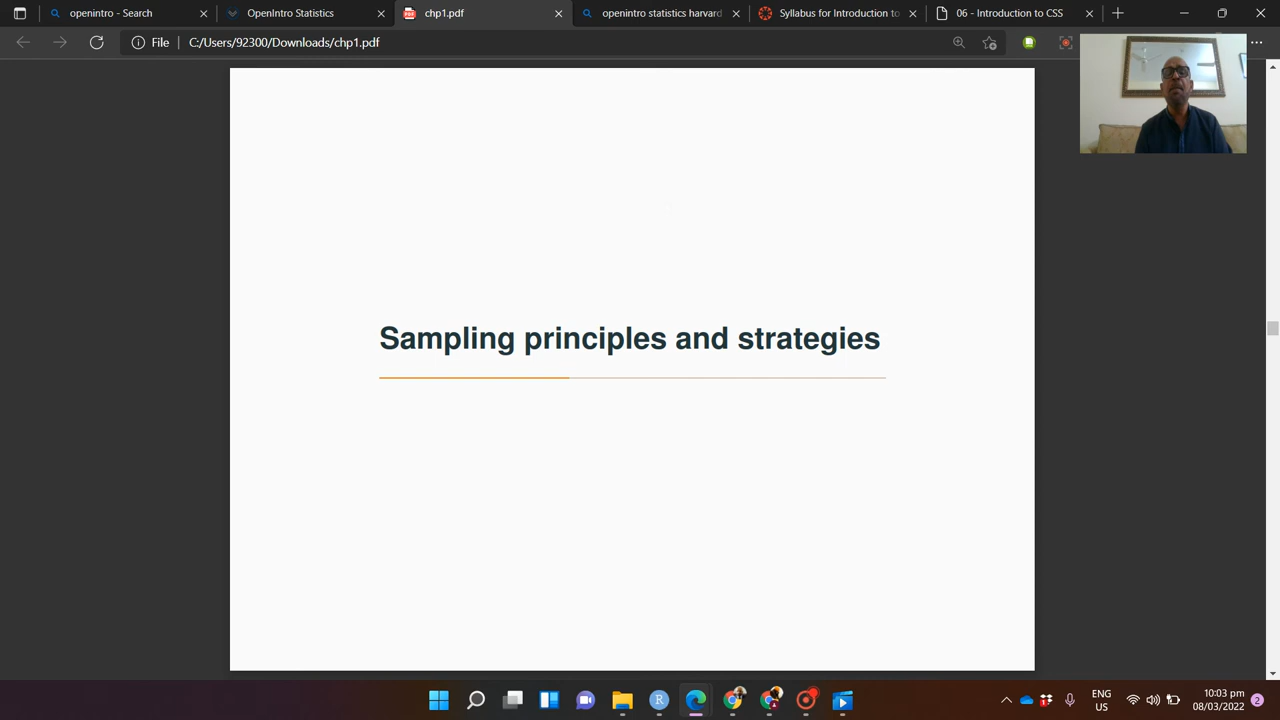 openintro - Search
OpenIntro Statistics
chp1.pdf
openintro statistics harvard
Syllabus for Introduction to
06 - Introduction to CSS
File
C:/Users/92300/Downloads/chp1.pdf
Sampling principles and strategies
ENG
US
10:03 pm
08/03/2022
2